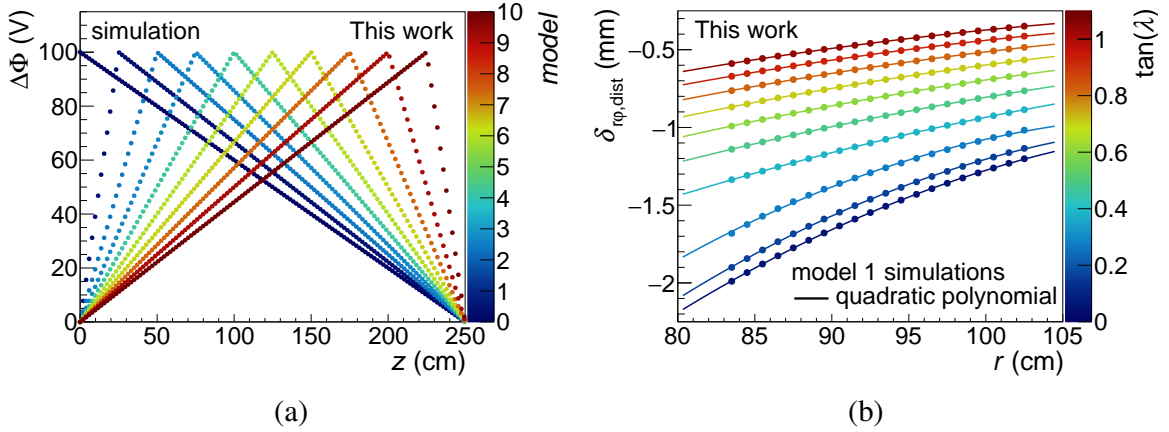 simulation
This work
ΔΦ (V)
0
20
40
60
80
100
0 50 100 150 200 250
z (cm)
model
0
1
2
3
4
5
6
7
8
9
10
(a)
This work
δrφ,dist (mm)
−0.5
−1
−1.5
−2
model 1 simulations
quadratic polynomial
80 85 90 95 100 105
r (cm)
tan(λ)
0
0.2
0.4
0.6
0.8
1
(b)